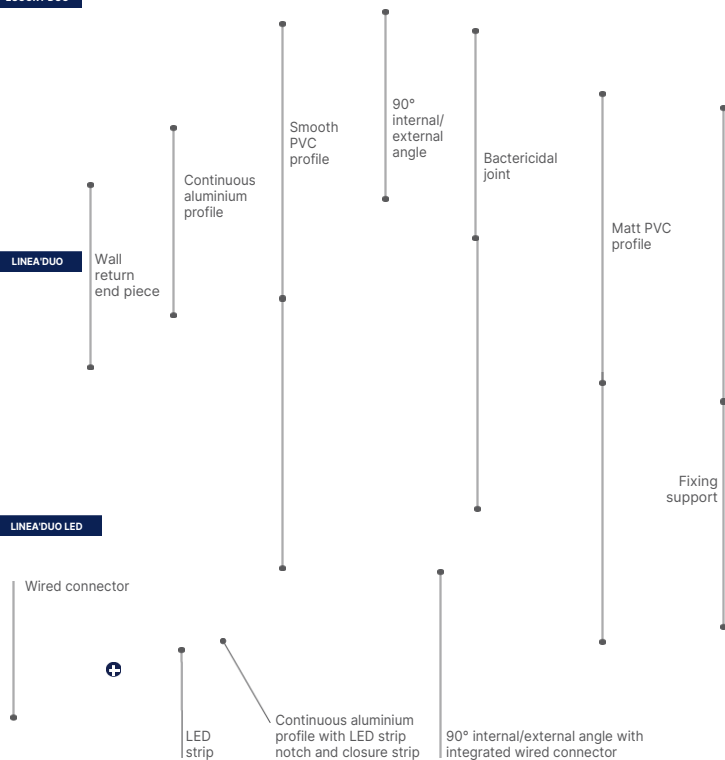 90°
internal/
external
angle
Smooth
PVC
profile
Bactericidal
joint
Continuous
aluminium
profile
Matt PVC
profile
LINEA'DUO
Wall
return
end piece
Fixing
support
LINEA'DUO LED
Wired connector
LED
strip
Continuous aluminium
profile with LED strip
notch and closure strip
90° internal/external angle with
integrated wired connector